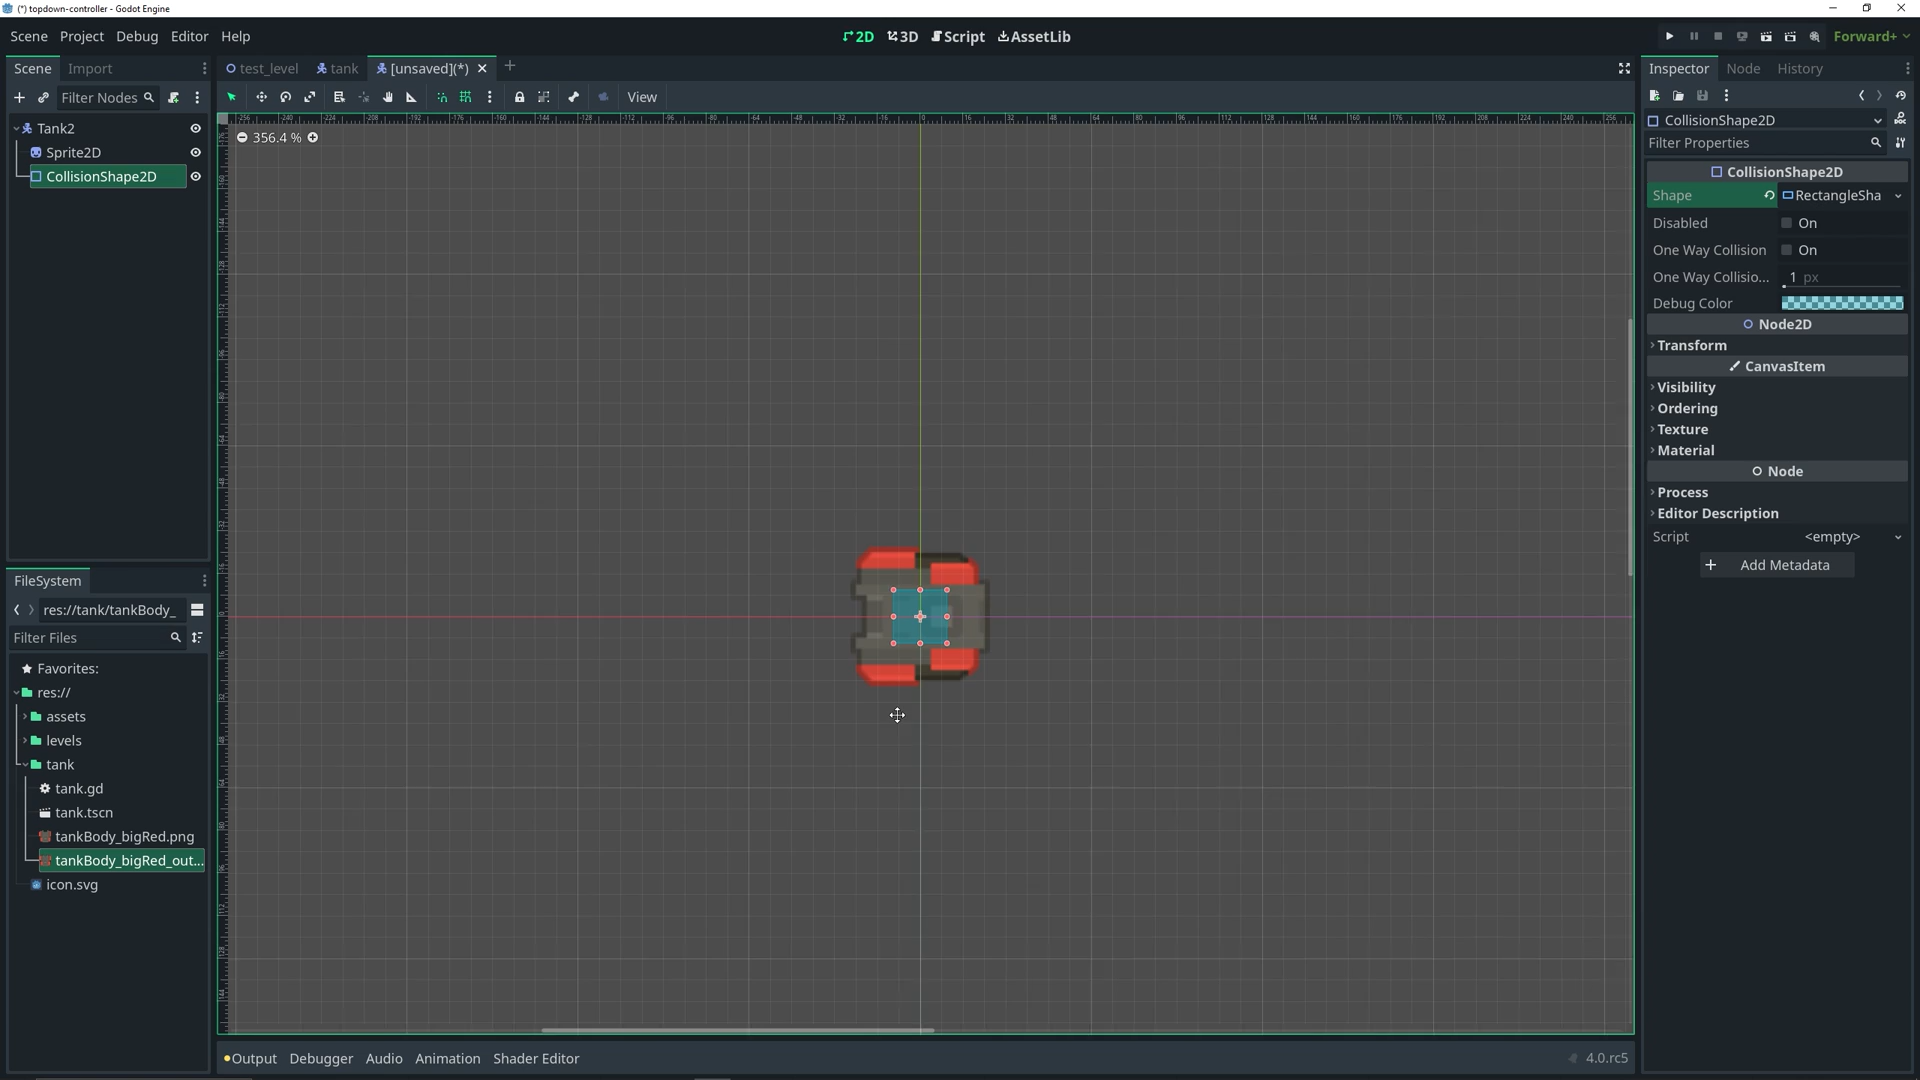 (*) topdown-controller - Godot Engine
Scene Project Debug Editor Help
2D 3D Script AssetLib
Forward+
Scene Import
test_level tank [unsaved](*)
Inspector Node History
Filter Nodes
View
356.4 %
Tank2
Sprite2D
CollisionShape2D
CollisionShape2D
Filter Properties
CollisionShape2D
Shape RectangleSha
Disabled On
One Way Collision On
One Way Collisio... 1 px
Debug Color
Node2D
Transform
CanvasItem
Visibility
Ordering
Texture
Material
Node
Process
Editor Description
Script <empty>
Add Metadata
FileSystem
res://tank/tankBody_
Filter Files
Favorites:
res://
assets
levels
tank
tank.gd
tank.tscn
tankBody_bigRed.png
tankBody_bigRed_out...
icon.svg
Output Debugger Audio Animation Shader Editor
4.0.rc5